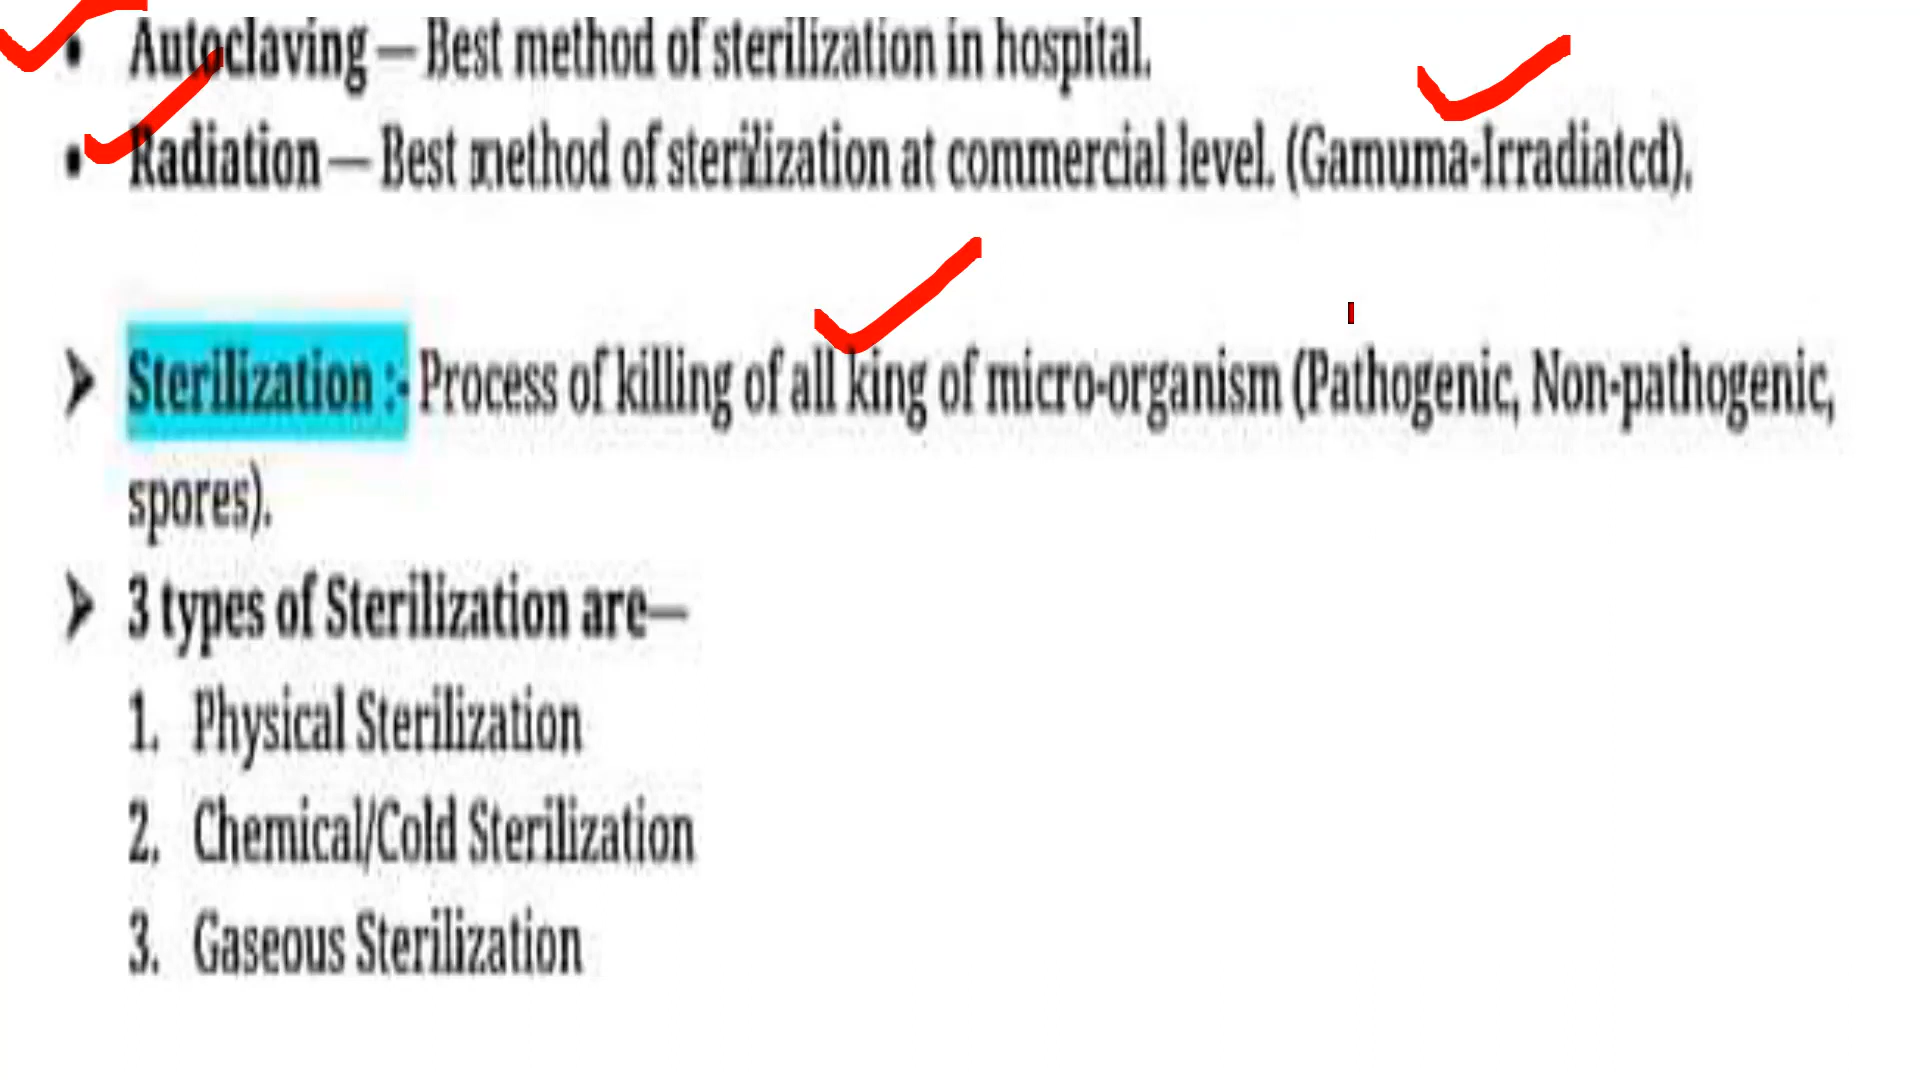 • Autoclaving — Best method of sterilization in hospital.
• Radiation — Best method of sterilization at commercial level. (Gamuma-Irradiatcd).
➤ Sterilization :- Process of killing of all king of micro-organism (Pathogenic, Non-pathogenic,
spores).
➤ 3 types of Sterilization are—
1. Physical Sterilization
2. Chemical/Cold Sterilization
3. Gaseous Sterilization